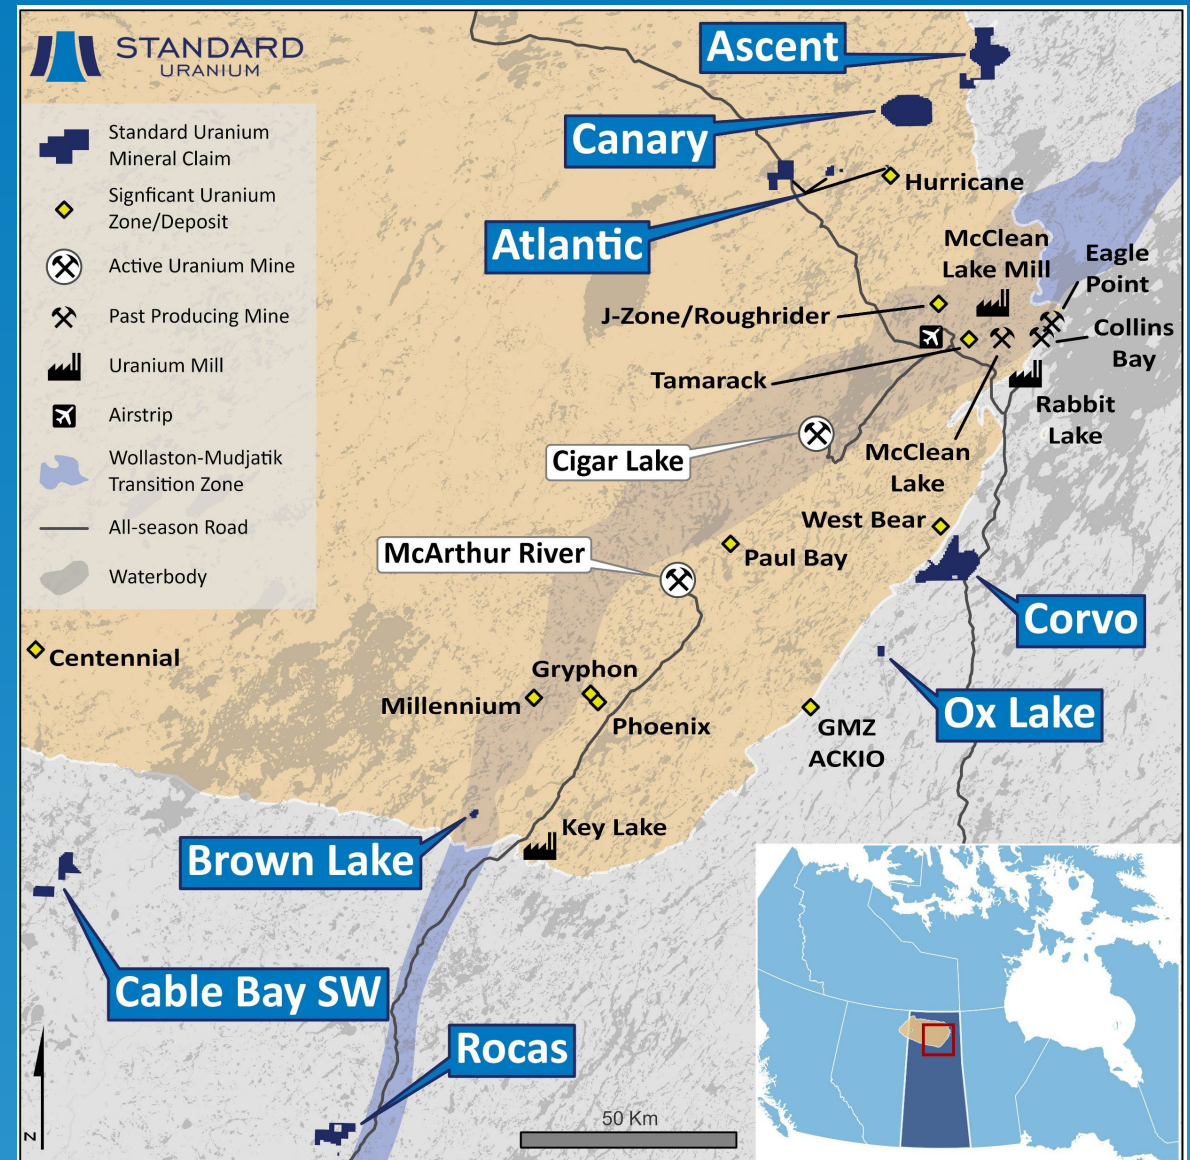 STANDARD
URANIUM
Standard Uranium
Mineral Claim
Signficant Uranium
Zone/Deposit
Active Uranium Mine
Past Producing Mine
Uranium Mill
Airstrip
Wollaston-Mudjatik
Transition Zone
All-season Road
Waterbody
Ascent
Canary
Hurricane
Atlantic
McClean
Lake Mill
Eagle
Point
J-Zone/Roughrider
Collins
Bay
Tamarack
Rabbit
Lake
Cigar Lake
McClean
Lake
West Bear
McArthur River
Paul Bay
Corvo
Centennial
Gryphon
Millennium
Phoenix
Ox Lake
GMZ
ACKIO
Key Lake
Brown Lake
Cable Bay SW
Rocas
50 Km
N